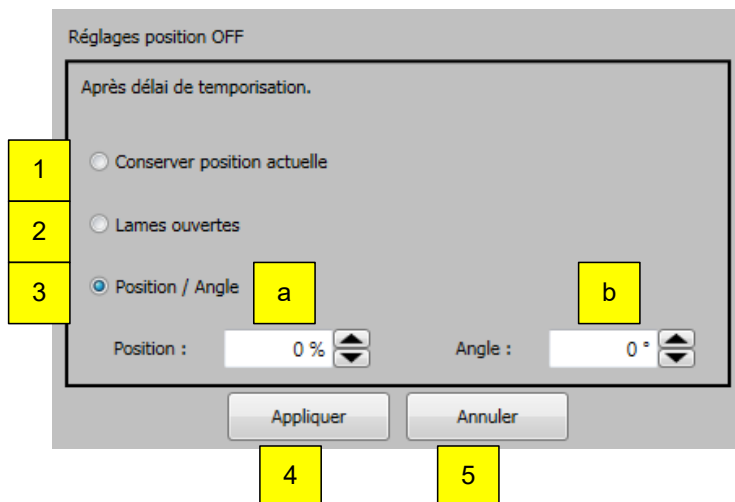 Réglages position OFF
Après délai de temporisation.
1 Conserver position actuelle
2 Lames ouvertes
3 Position / Angle a b
Position : 0 % Angle : 0 °
Appliquer Annuler
4 5